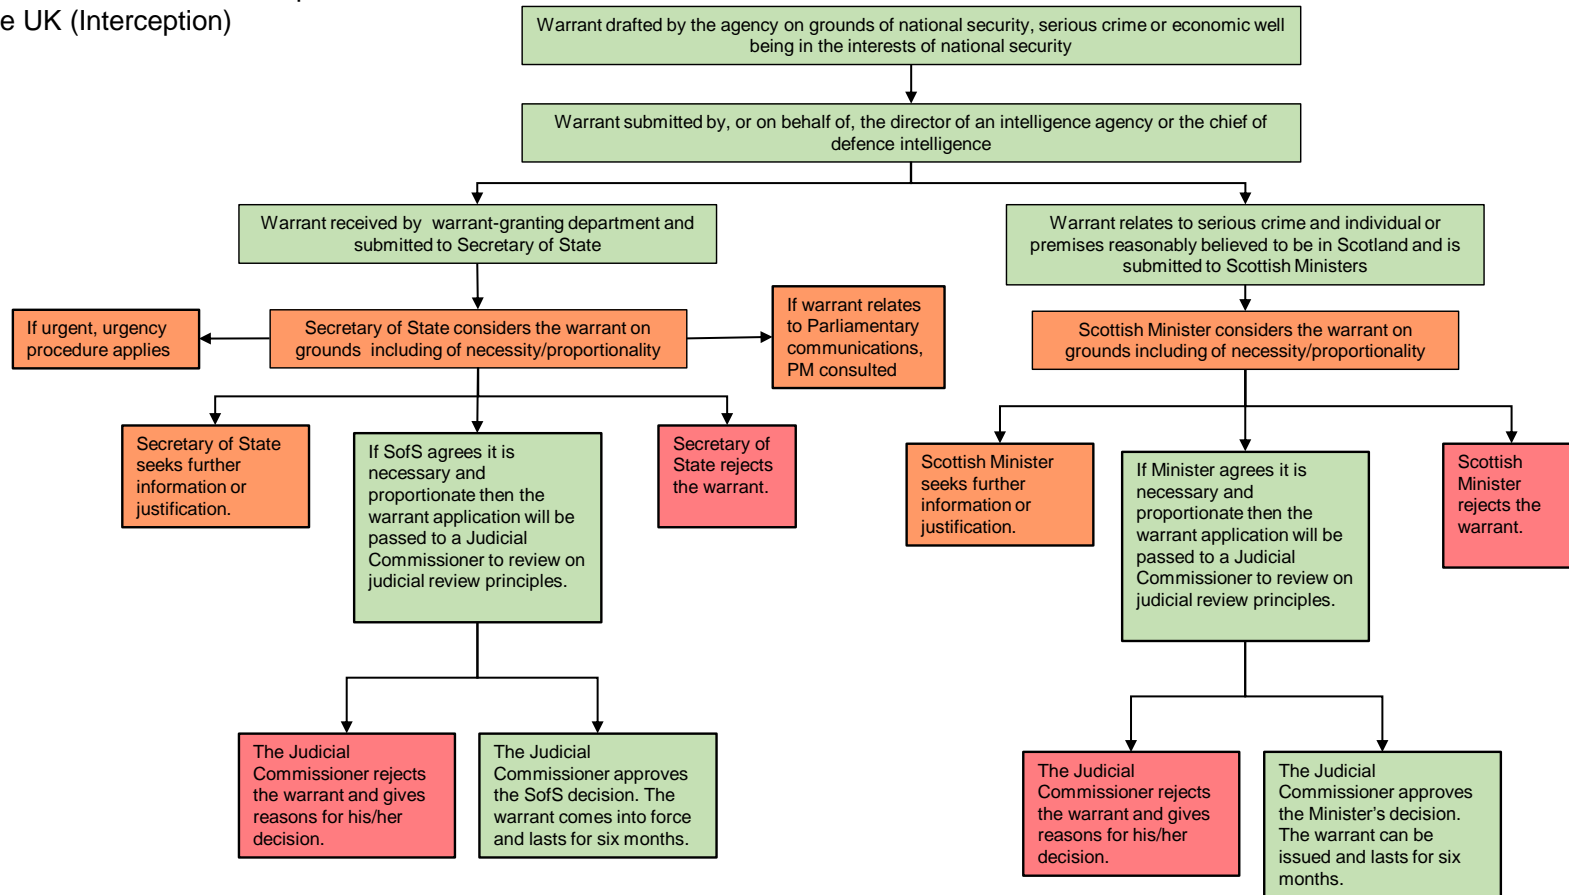 e UK (Interception)
Warrant drafted by the agency on grounds of national security, serious crime or economic well
being in the interests of national security
Warrant submitted by, or on behalf of, the director of an intelligence agency or the chief of
defence intelligence
Warrant received by warrant-granting department and
submitted to Secretary of State
Warrant relates to serious crime and individual or
premises reasonably believed to be in Scotland and is
submitted to Scottish Ministers
If urgent, urgency
procedure applies
Secretary of State considers the warrant on
grounds including of necessity/proportionality
If warrant relates
to Parliamentary
communications,
PM consulted
Scottish Minister considers the warrant on
grounds including of necessity/proportionality
Secretary of State
seeks further
information or
justification.
If SofS agrees it is
necessary and
proportionate then the
warrant application will be
passed to a Judicial
Commissioner to review on
judicial review principles.
Secretary of
State rejects
the warrant.
Scottish Minister
seeks further
information or
justification.
If Minister agrees it is
necessary and
proportionate then the
warrant application will be
passed to a Judicial
Commissioner to review on
judicial review principles.
Scottish
Minister
rejects the
warrant.
The Judicial
Commissioner rejects
the warrant and gives
reasons for his/her
decision.
The Judicial
Commissioner approves
the SofS decision. The
warrant comes into force
and lasts for six months.
The Judicial
Commissioner rejects
the warrant and gives
reasons for his/her
decision.
The Judicial
Commissioner approves
the Minister's decision.
The warrant can be
issued and lasts for six
months.